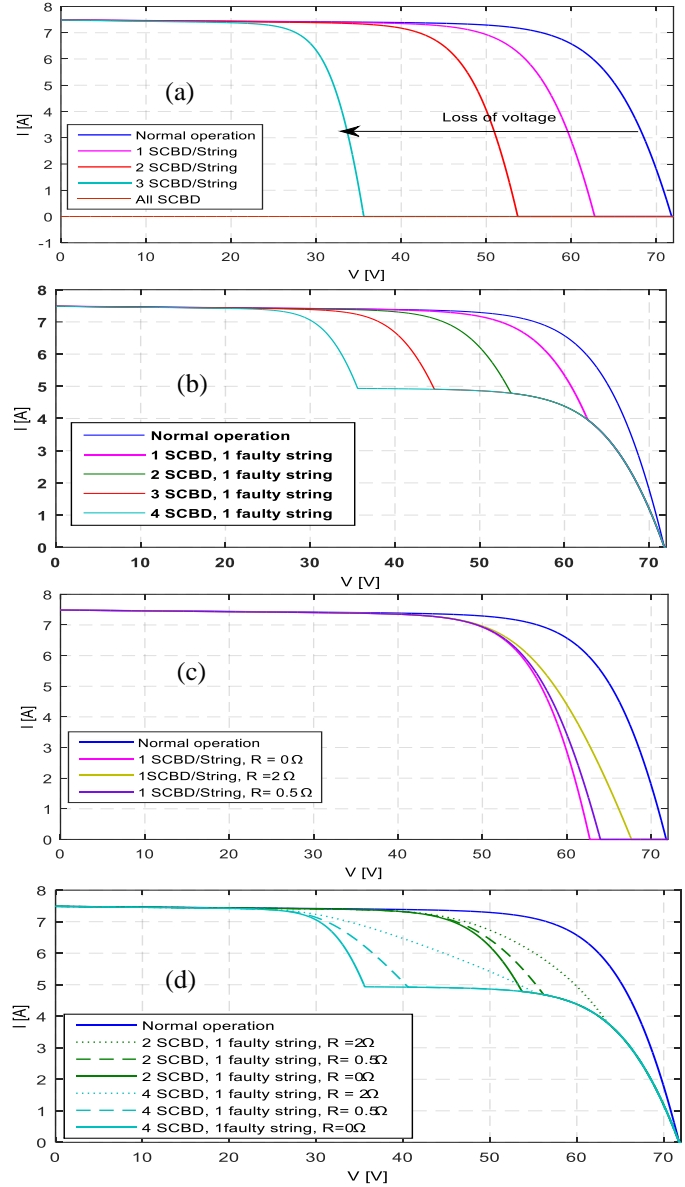 8
7
6
5
4
3
2
1
0
-1
I [A]
(a)
Loss of voltage
Normal operation
1 SCBD/String
2 SCBD/String
3 SCBD/String
All SCBD
0 10 20 30 40 50 60 70
V [V]
8
7
6
5
4
3
2
1
0
I [A]
(b)
Normal operation
1 SCBD, 1 faulty string
2 SCBD, 1 faulty string
3 SCBD, 1 faulty string
4 SCBD, 1 faulty string
0 10 20 30 40 50 60 70
V [V]
8
7
6
5
4
3
2
1
0
I [A]
(c)
Normal operation
1 SCBD/String, R = 0Ω
1SCBD/String, R =2Ω
1 SCBD/String, R= 0.5Ω
0 10 20 30 40 50 60 70
V [V]
8
7
6
5
4
3
2
1
0
I [A]
(d)
Normal operation
2 SCBD, 1 faulty string, R =2Ω
2 SCBD, 1 faulty string, R= 0.5Ω
2 SCBD, 1 faulty string, R=0Ω
4 SCBD, 1 faulty string, R = 2Ω
4 SCBD, 1 faulty string, R= 0.5Ω
4 SCBD, 1faulty string, R=0Ω
0 10 20 30 40 50 60 70
V [V]